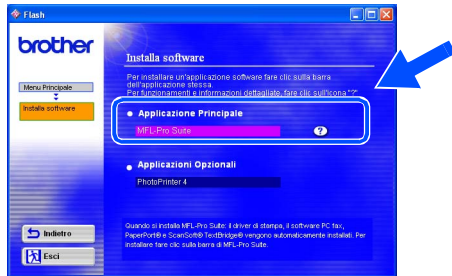 Flash
brother
Menu Principale
Installa software
Installa software
Per installare un'applicazione software fare clic sulla barra
dell'applicazione stessa.
Per funzionamenti e informazioni dettagliate, fare clic sull'icona "?"
Applicazione Principale
MFL-Pro Suite
?
Applicazioni Opzionali
PhotoPrinter 4
Quando si installa MFL-Pro Suite: il driver di stampa, il software PC fax,
PaperPort® e ScanSoft® TextBridge® vengono automaticamente installati. Per
installare fare clic sulla barra di MFL-Pro Suite.
Indietro
Esci